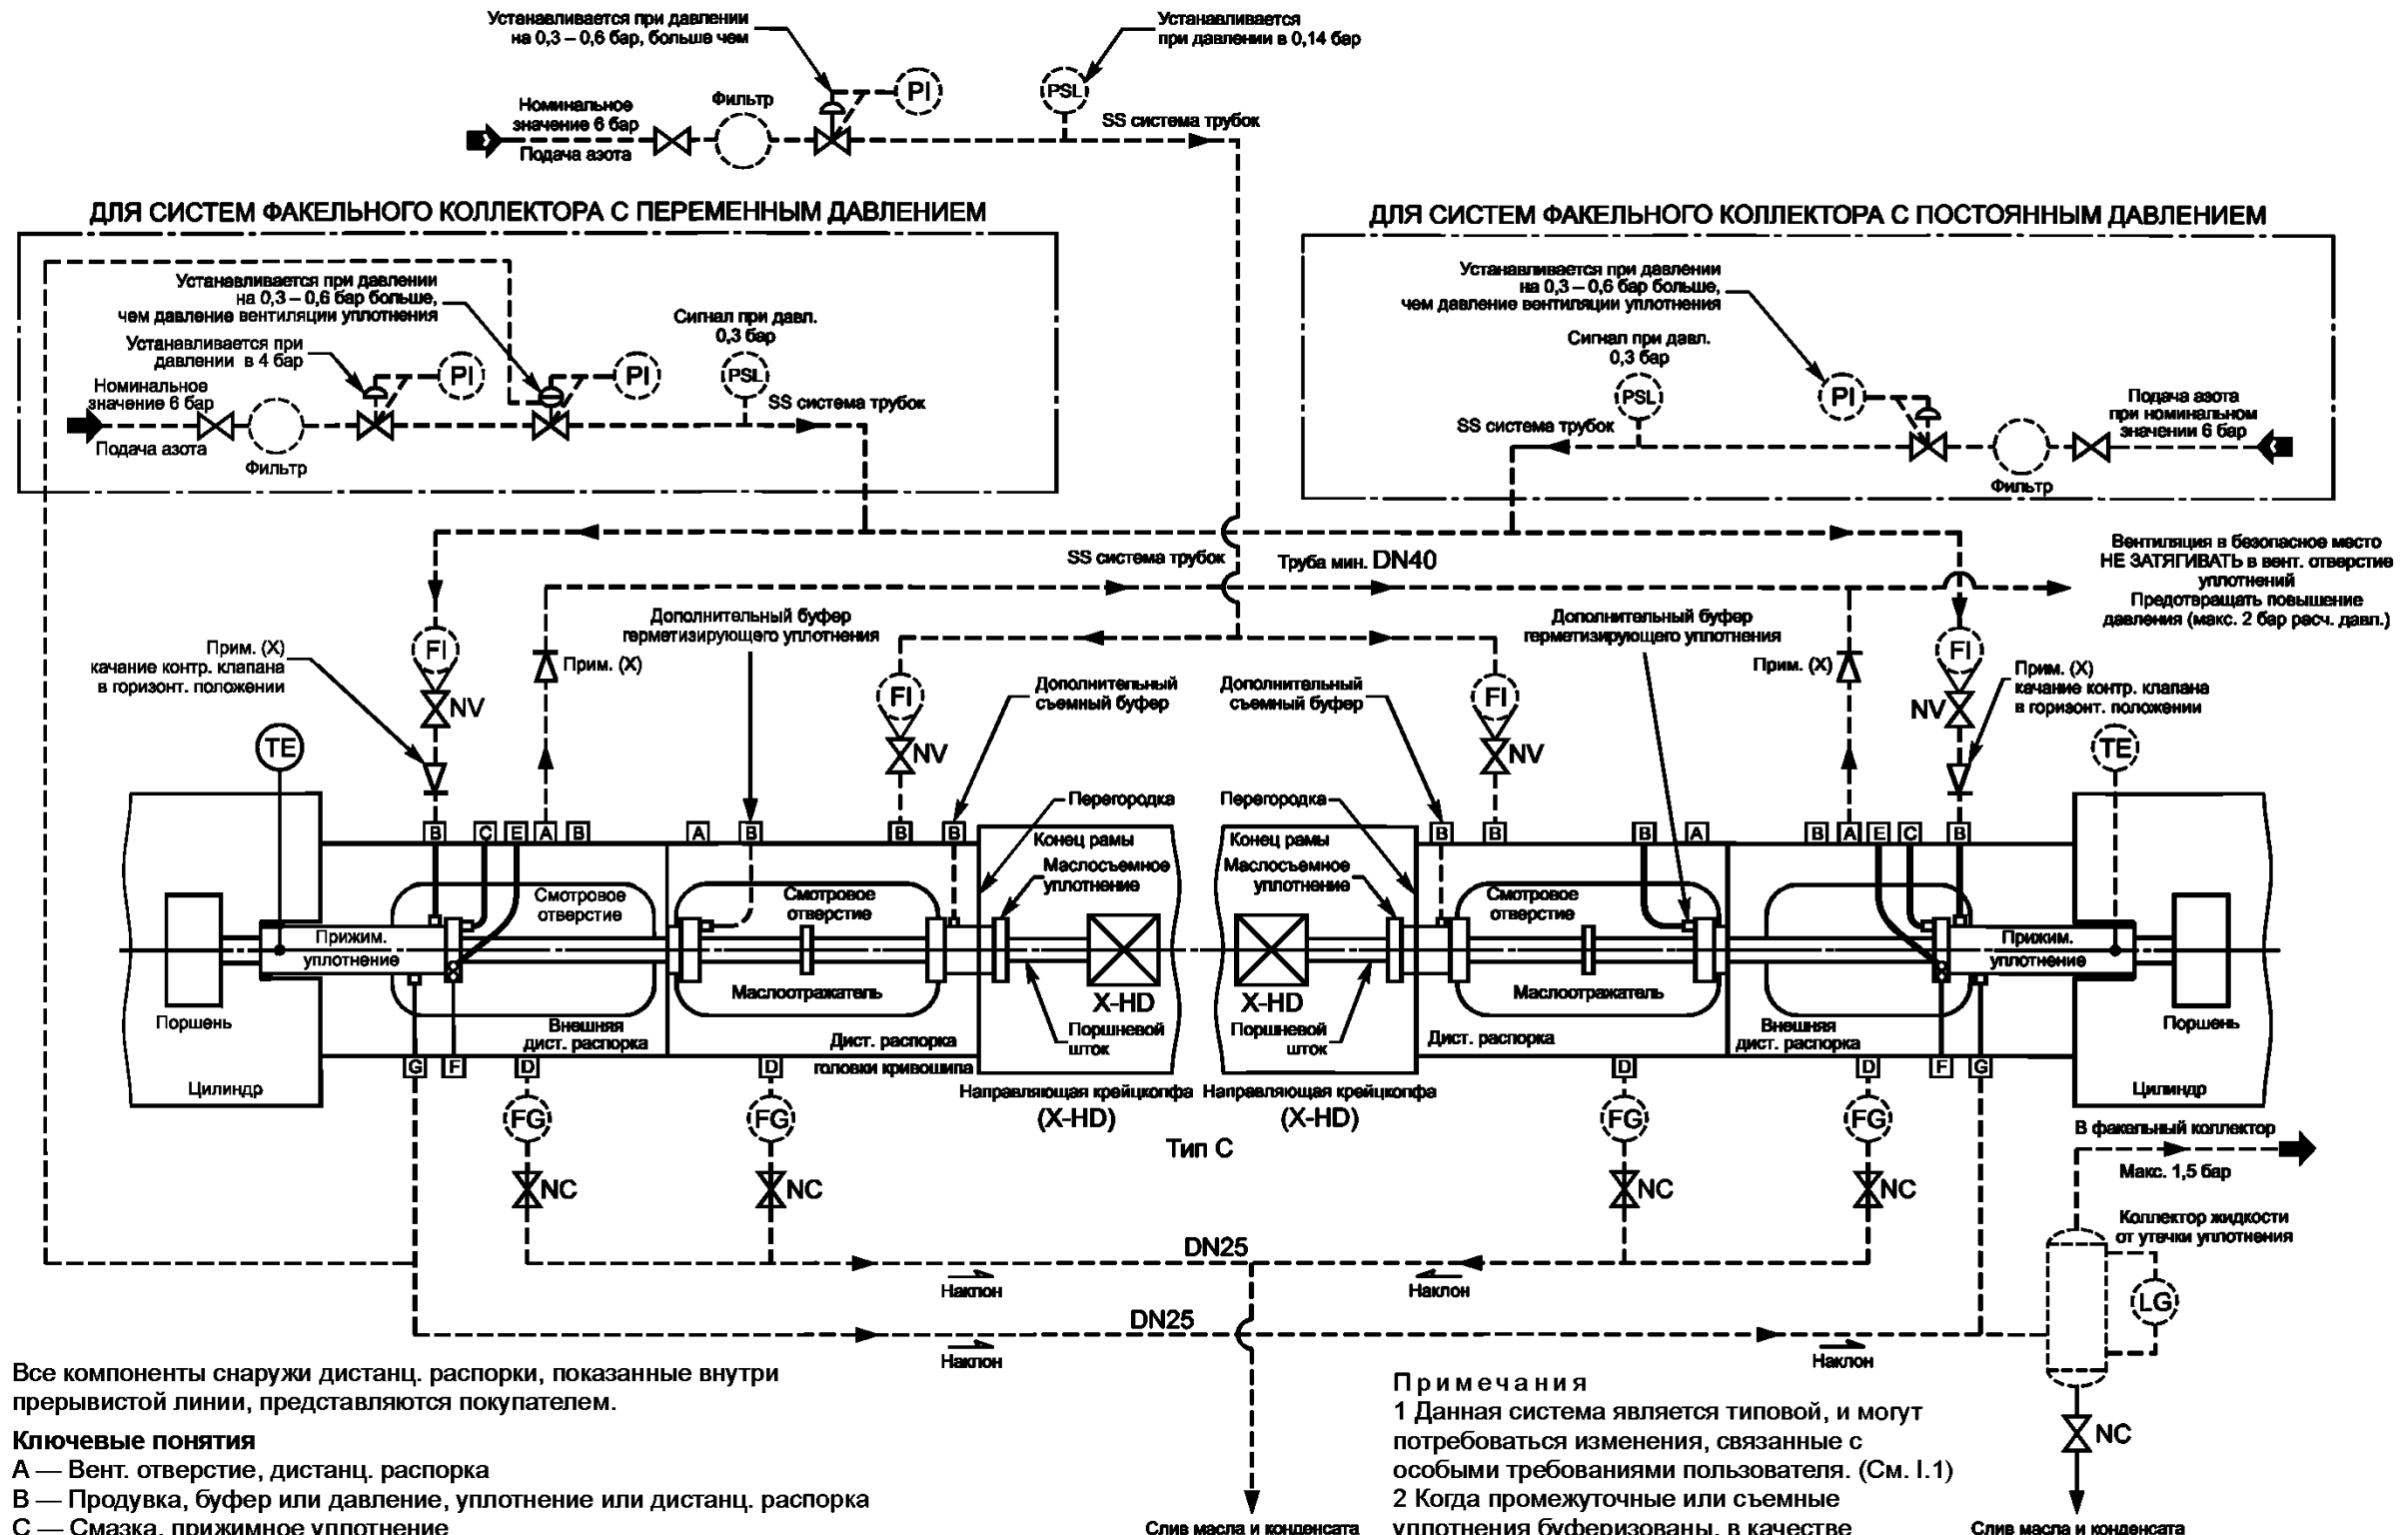 Устанавливается при давлении
на 0,3 – 0,6 бар, больше чем
Устанавливается
при давлении в 0,14 бар
PI
PSL
Номинальное
значение 6 бар
Фильтр
Подача азота
SS система трубок
ДЛЯ СИСТЕМ ФАКЕЛЬНОГО КОЛЛЕКТОРА С ПЕРЕМЕННЫМ ДАВЛЕНИЕМ
Устанавливается при давлении
на 0,3 – 0,6 бар больше,
чем давление вентиляции уплотнения
Устанавливается при
давлении в 4 бар
Сигнал при давл.
0,3 бар
PI
PI
PSL
Номинальное
значение 6 бар
Подача азота
Фильтр
SS система трубок
ДЛЯ СИСТЕМ ФАКЕЛЬНОГО КОЛЛЕКТОРА С ПОСТОЯННЫМ ДАВЛЕНИЕМ
Устанавливается при давлении
на 0,3 – 0,6 бар больше,
чем давление вентиляции уплотнения
Сигнал при давл.
0,3 бар
PSL
PI
SS система трубок
Подача азота
при номинальном
значении 6 бар
Фильтр
SS система трубок
Труба мин. DN40
Вентиляция в безопасное место
НЕ ЗАТЯГИВАТЬ в вент. отверстие
уплотнений
Предотвращать повышение
давления (макс. 2 бар расч. давл.)
Прим. (X)
качание контр. клапана
в горизонт. положении
FI
NV
Прим. (X)
Дополнительный буфер
герметизирующего уплотнения
FI
NV
Дополнительный
съемный буфер
Дополнительный
съемный буфер
FI
NV
Дополнительный буфер
герметизирующего уплотнения
Прим. (X)
FI
NV
Прим. (X)
качание контр. клапана
в горизонт. положении
TE
TE
Перегородка
Перегородка
B C E A B A B B B
B B B A B A E C B
Конец рамы
Маслосъемное
уплотнение
Конец рамы
Маслосъемное
уплотнение
Смотровое
отверстие
Смотровое
отверстие
Смотровое
отверстие
Прижим.
уплотнение
Прижим.
уплотнение
Маслоотражатель
X-HD
X-HD
Маслоотражатель
Поршень
Внешняя
дист. распорка
Дист. распорка
головки кривошипа
Поршневой
шток
Поршневой
шток
Дист. распорка
Внешняя
дист. распорка
Поршень
G F D D
D D F G
Цилиндр
Направляющая крейцкопфа
(X-HD)
Направляющая крейцкопфа
(X-HD)
Цилиндр
FG
FG
FG
FG
Тип C
NC
NC
NC
NC
В факельный коллектор
Макс. 1,5 бар
Коллектор жидкости
от утечки уплотнения
LG
DN25
Наклон
Наклон
DN25
Наклон
Наклон
NC
Все компоненты снаружи дистанц. распорки, показанные внутри
прерывистой линии, представляются покупателем.
Ключевые понятия
A — Вент. отверстие, дистанц. распорка
B — Продувка, буфер или давление, уплотнение или дистанц. распорка
C — Смазка, прижимное уплотнение
Слив масла и конденсата
Примечания
1 Данная система является типовой, и могут
потребоваться изменения, связанные с
особыми требованиями пользователя. (См. I.1)
2 Когда промежуточные или съемные
уплотнения буферизованы, в качестве
Слив масла и конденсата